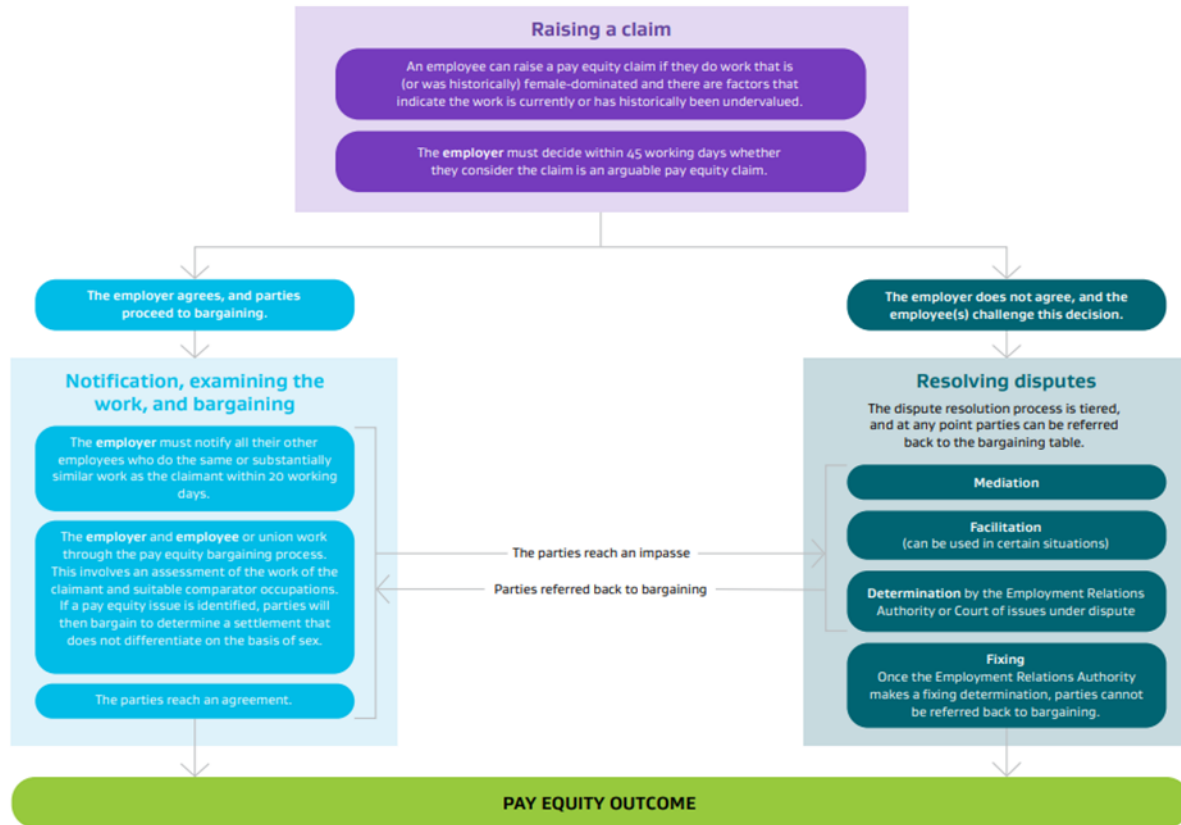 Raising a claim
An employee can raise a pay equity claim if they do work that is
(or was historically) female-dominated and there are factors that
indicate the work is currently or has historically been undervalued.
The employer must decide within 45 working days whether
they consider the claim is an arguable pay equity claim.
The employer agrees, and parties
proceed to bargaining.
The employer does not agree, and the
employee(s) challenge this decision.
Notification, examining the
work, and bargaining
The employer must notify all their other
employees who do the same or substantially
similar work as the claimant within 20 working
days.
The employer and employee or union work
through the pay equity bargaining process.
This involves an assessment of the work of the
claimant and suitable comparator occupations.
If a pay equity issue is identified, parties will
then bargain to determine a settlement that
does not differentiate on the basis of sex.
The parties reach an agreement.
The parties reach an impasse
Parties referred back to bargaining
Resolving disputes
The dispute resolution process is tiered,
and at any point parties can be referred
back to the bargaining table.
Mediation
Facilitation
(can be used in certain situations)
Determination by the Employment Relations
Authority or Court of issues under dispute
Fixing
Once the Employment Relations Authority
makes a fixing determination, parties cannot
be referred back to bargaining.
PAY EQUITY OUTCOME